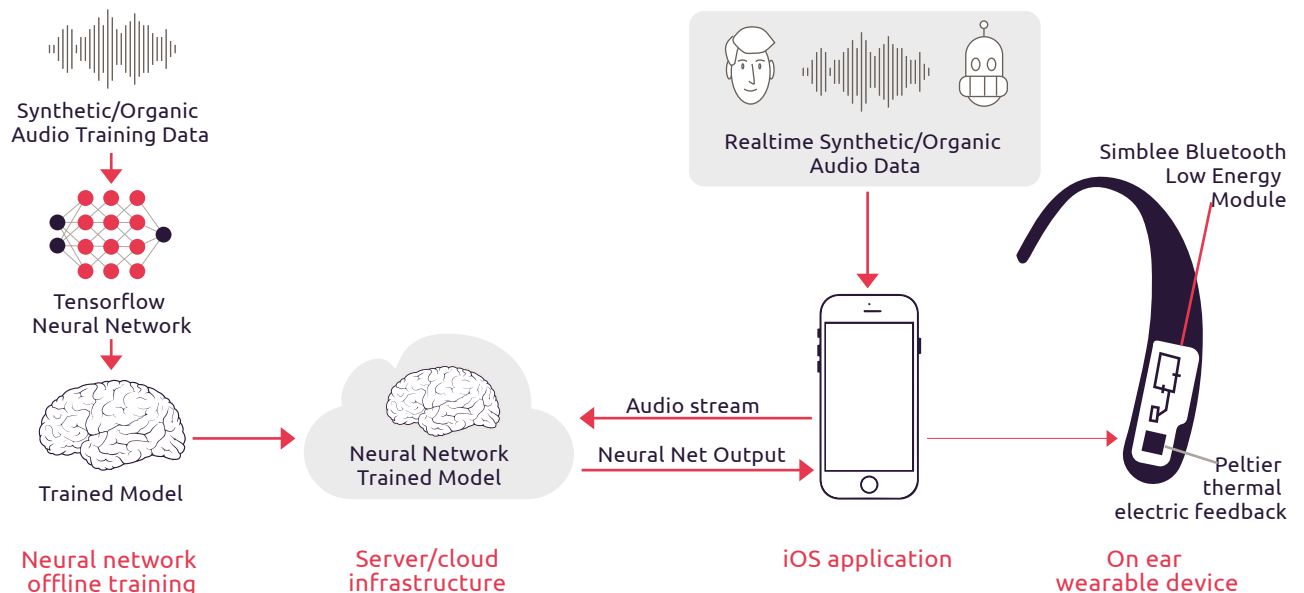 Synthetic/Organic
Audio Training Data
Tensorflow
Neural Network
Trained Model
Neural network
offline training
Neural Network
Trained Model
Server/cloud
infrastructure
Audio stream
Neural Net Output
Realtime Synthetic/Organic
Audio Data
iOS application
Simblee Bluetooth
Low Energy
Module
Peltier
thermal
electric feedback
On ear
wearable device